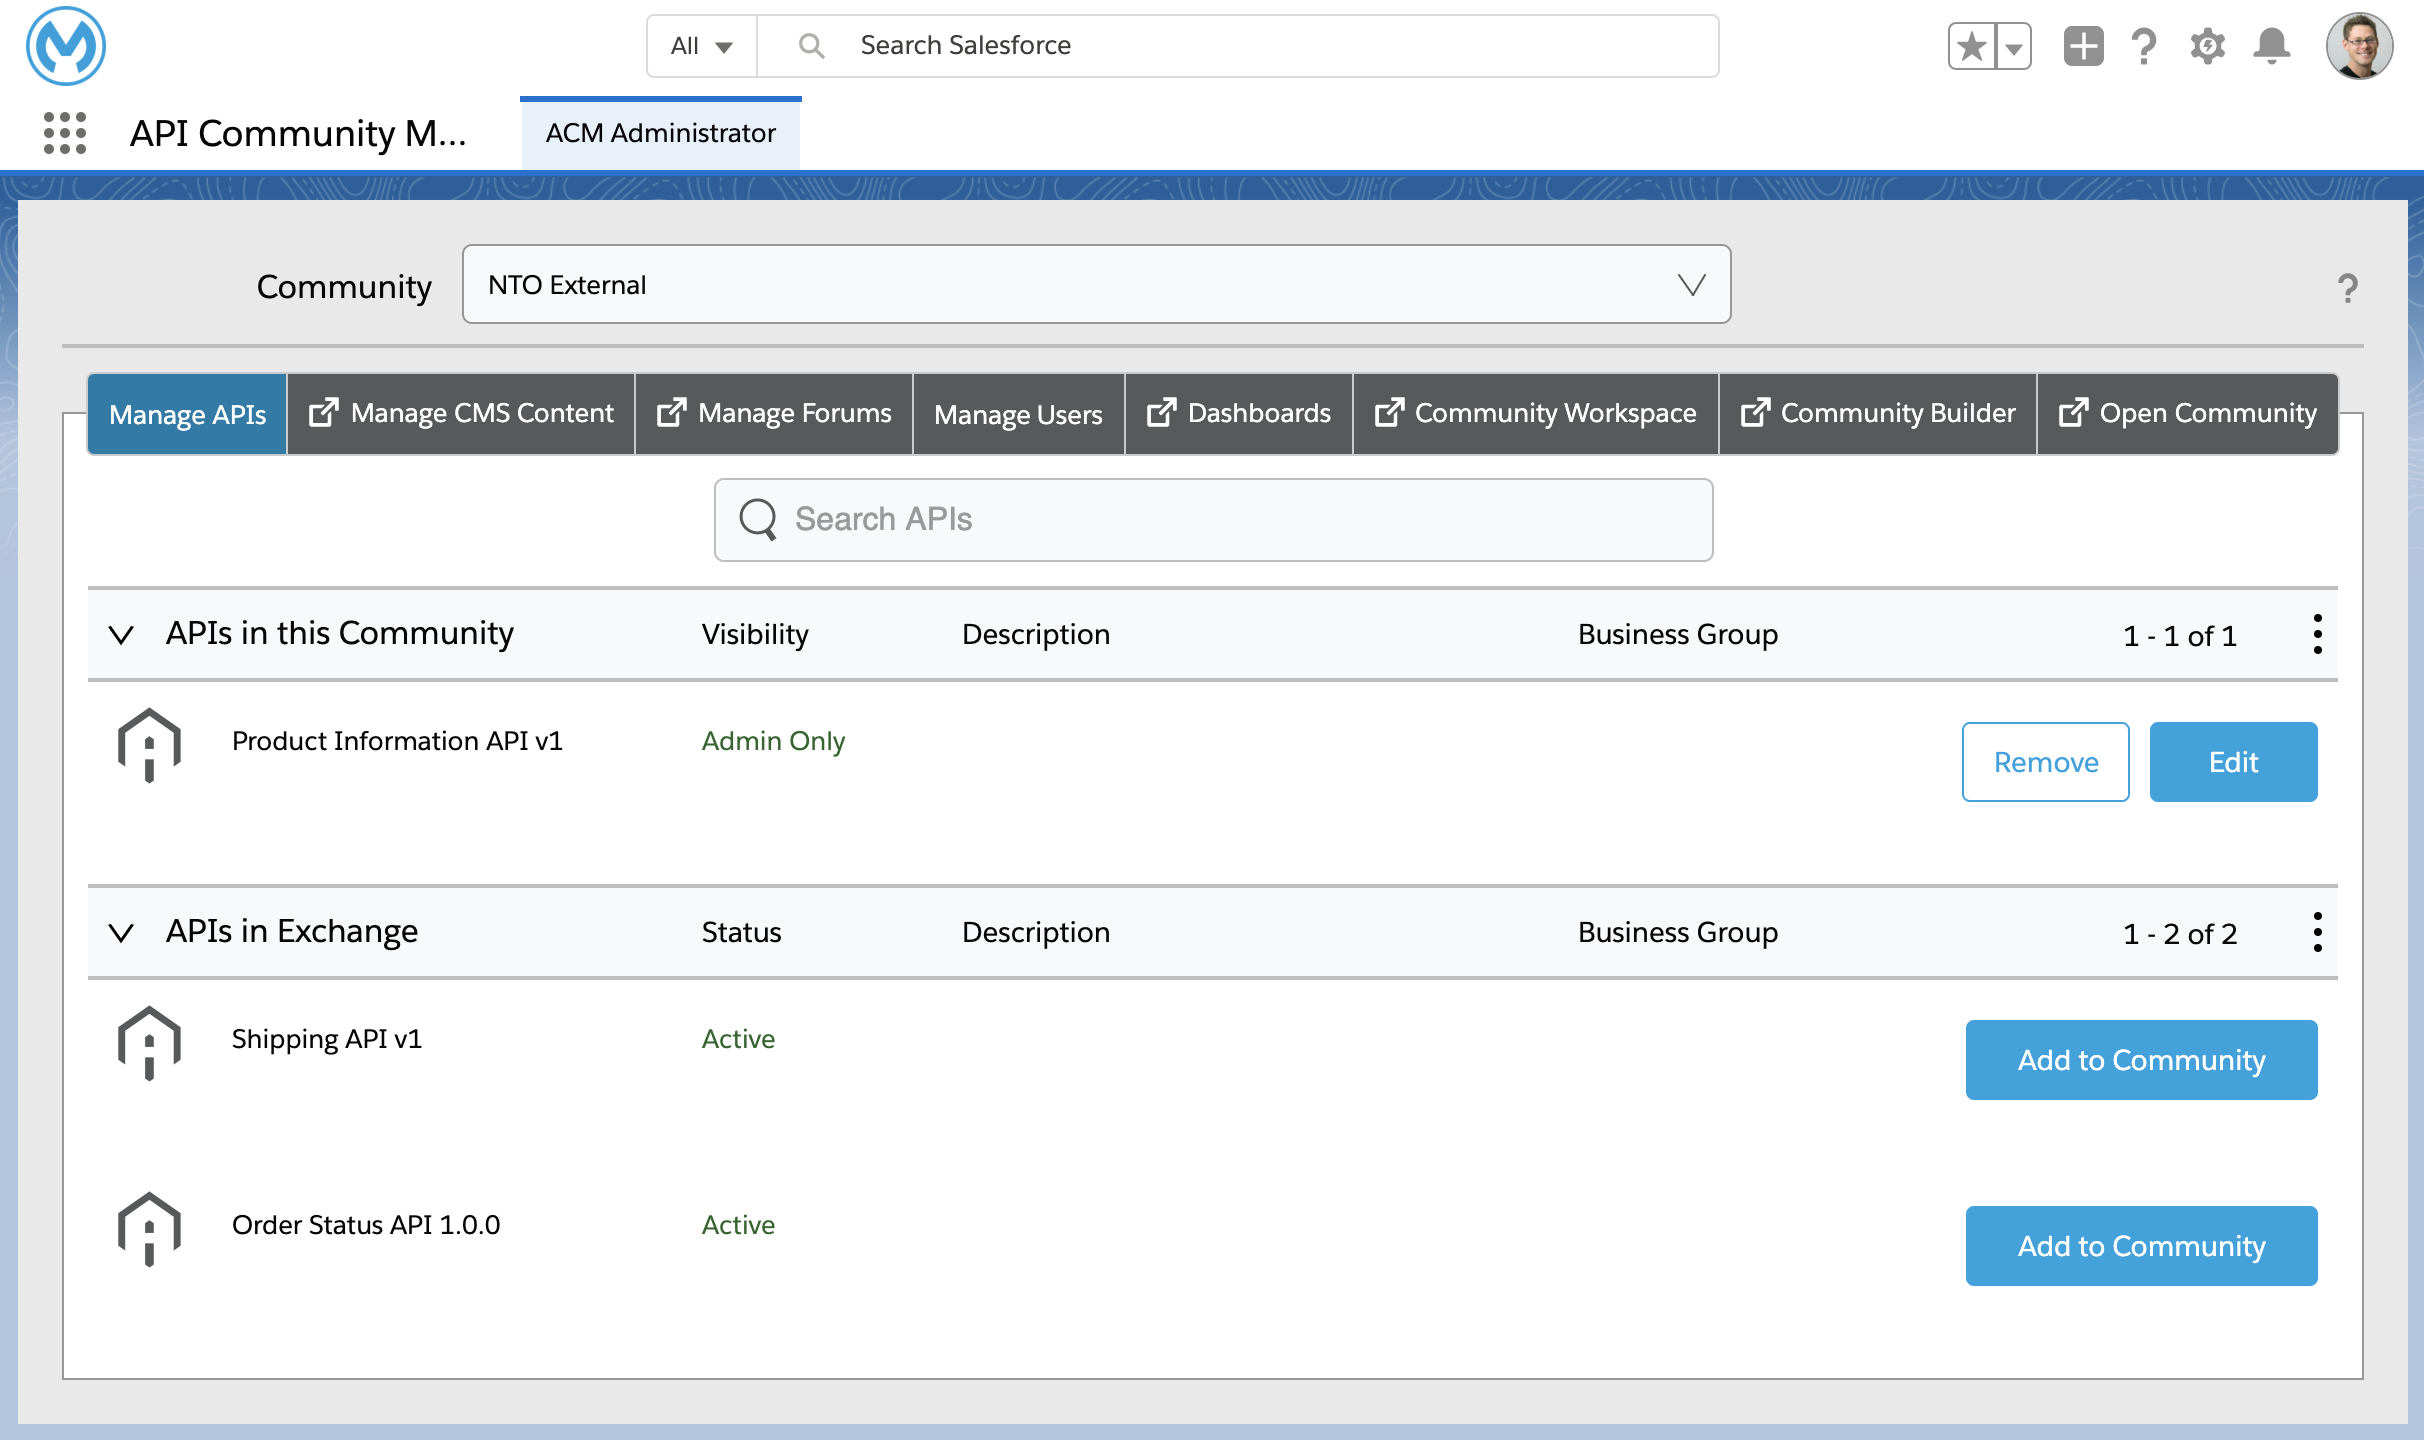 All Search Salesforce
API Community M... ACM Administrator
Community NTO External
Manage APIs Manage CMS Content Manage Forums Manage Users Dashboards Community Workspace Community Builder Open Community
Search APIs
APIs in this Community Visibility Description Business Group 1 - 1 of 1
Product Information API v1 Admin Only Remove Edit
APIs in Exchange Status Description Business Group 1 - 2 of 2
Shipping API v1 Active Add to Community
Order Status API 1.0.0 Active Add to Community